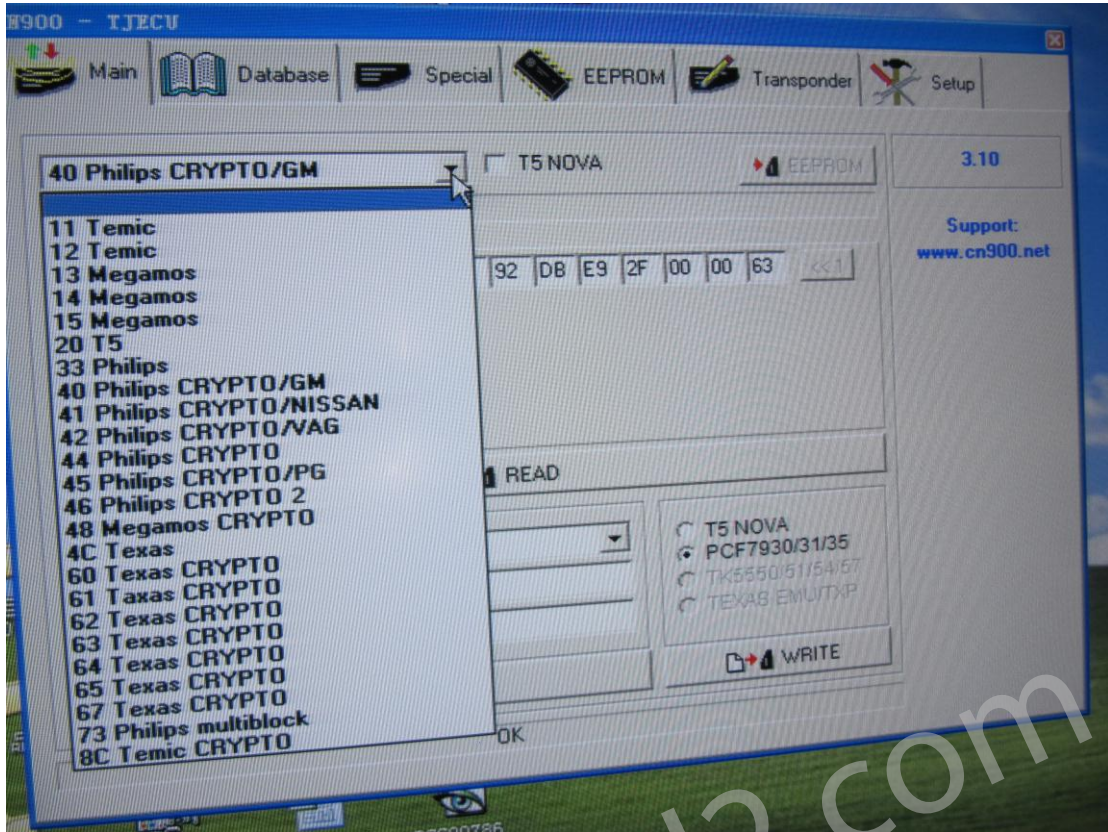 N900 - TJECU
Main Database Special EEPROM Transponder Setup
40 Philips CRYPTO/GM
T5 NOVA
EEPROM
3.10
11 Temic
12 Temic
13 Megamos
14 Megamos
15 Megamos
20 T5
33 Philips
40 Philips CRYPTO/GM
41 Philips CRYPTO/NISSAN
42 Philips CRYPTO/VAG
44 Philips CRYPTO
45 Philips CRYPTO/PG
46 Philips CRYPTO 2
48 Megamos CRYPTO
4C Texas
60 Texas CRYPTO
61 Taxas CRYPTO
62 Texas CRYPTO
63 Texas CRYPTO
64 Texas CRYPTO
65 Texas CRYPTO
67 Texas CRYPTO
73 Philips multiblock
8C Temic CRYPTO
Support:
www.cn900.net
92 DB E9 2F 00 00 63 << 1
READ
T5 NOVA
PCF7930/31/35
TK5550/51/54/57
TEXAS EMU/TXP
WRITE
OK